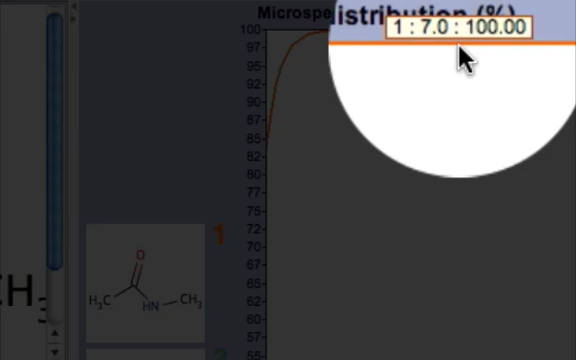 Microspe istribution (%)
1 : 7.0 : 100.00
100
97
95
92
90
87
85
82
80
77
75
72
70
67
65
62
60
57
55
1
O
H3C
HN
CH3
CH3